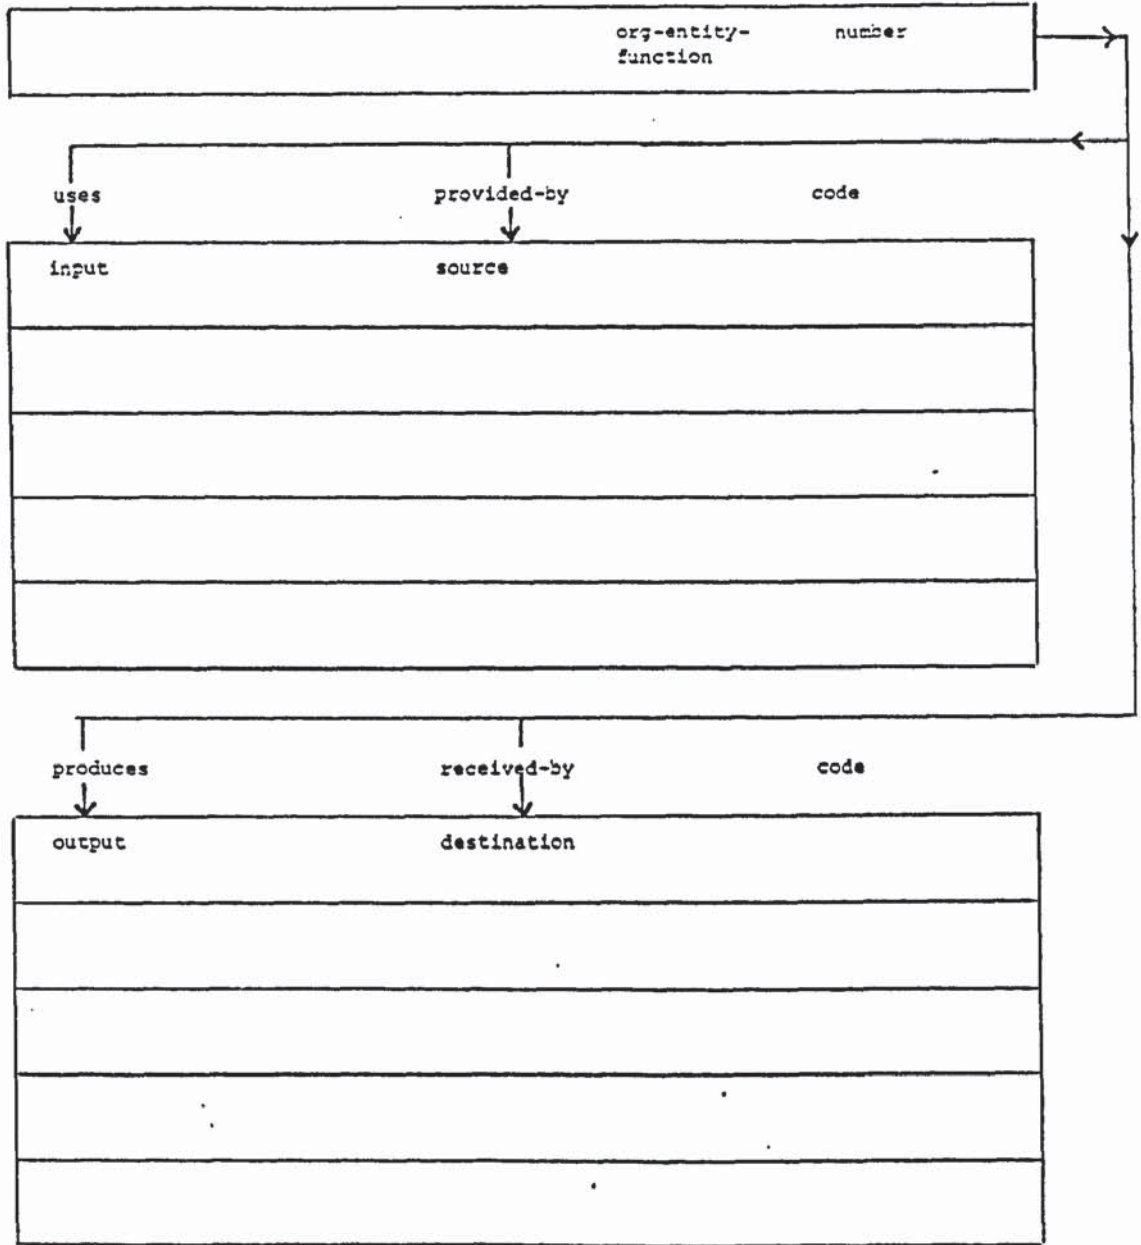 org-entity- number
function
uses provided-by code
input source
produces received-by code
output destination